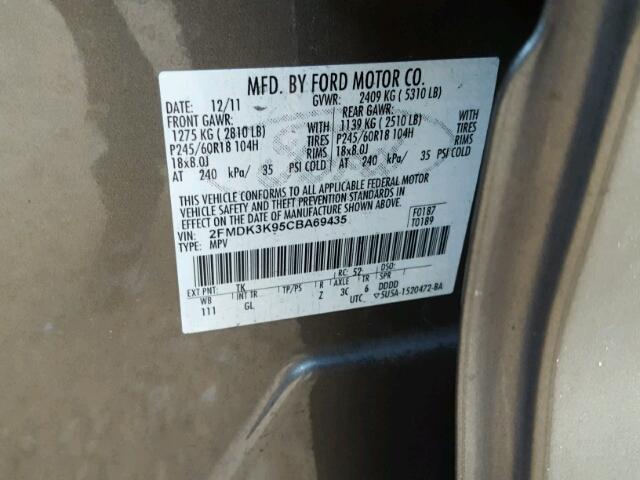 MFD. BY FORD MOTOR CO.
DATE: 12/11 GVWR: 2409 KG ( 5310 LB)
FRONT GAWR: REAR GAWR:
1275 KG ( 2810 LB) WITH 1139 KG ( 2510 LB) WITH
P245/60R18 104H TIRES P245/60R18 104H TIRES
18x8.0J RIMS 18x8.0J RIMS
AT 240 kPa/ 35 PSI COLD AT 240 kPa/ 35 PSI COLD
THIS VEHICLE CONFORMS TO ALL APPLICABLE FEDERAL MOTOR
VEHICLE SAFETY AND THEFT PREVENTION STANDARDS IN EFFECT ON THE DATE OF MANUFACTURE SHOWN ABOVE.
VIN: 2FMDK3K95CBA69435 F0187
TYPE: MPV T0189
EXT PNT: TK RC: 52 DSO:
WB INT TR TP/PS R AXLE TR SPR
111 GL Z 3C 6 DDDD
UTC ▽5U5A-1520472-BA